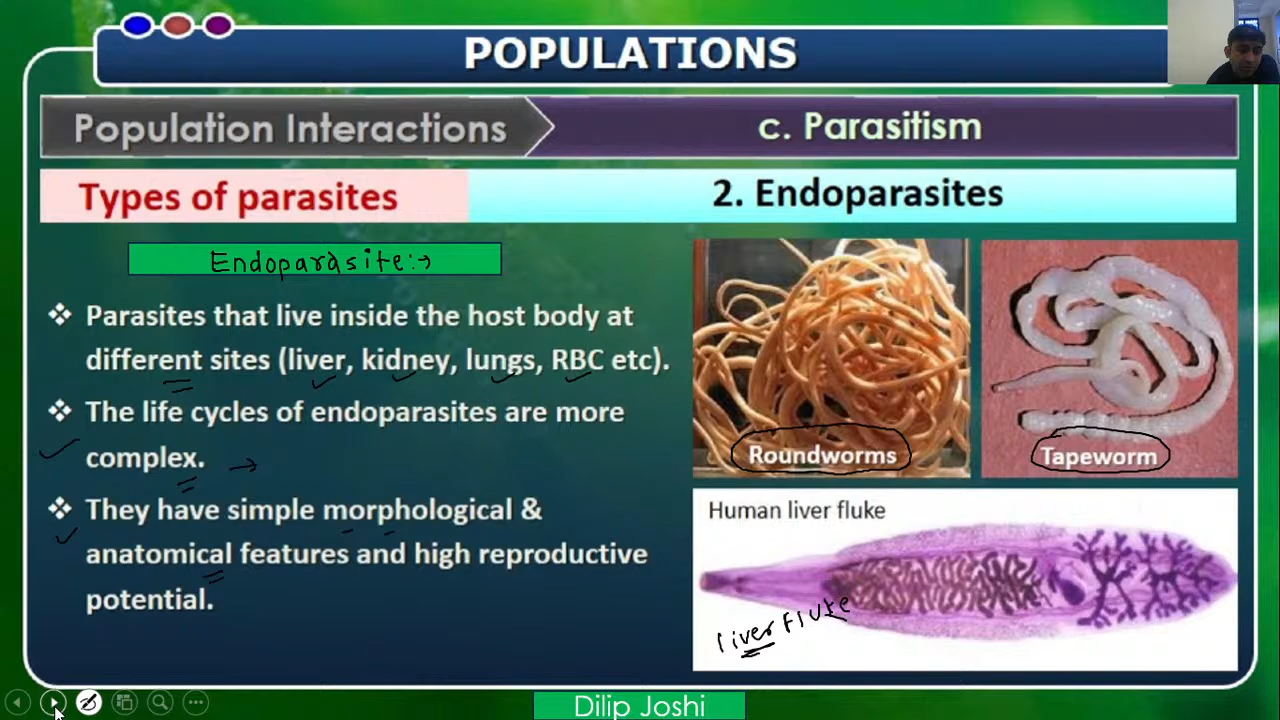 POPULATIONS
Population Interactions
c. Parasitism
Types of parasites
2. Endoparasites
Endoparasite:→
❖ Parasites that live inside the host body at
different sites (liver, kidney, lungs, RBC etc).
❖ The life cycles of endoparasites are more
complex. →
❖ They have simple morphological &
anatomical features and high reproductive
potential.
Roundworms
Tapeworm
Human liver fluke
liver Fluke
Dilip Joshi